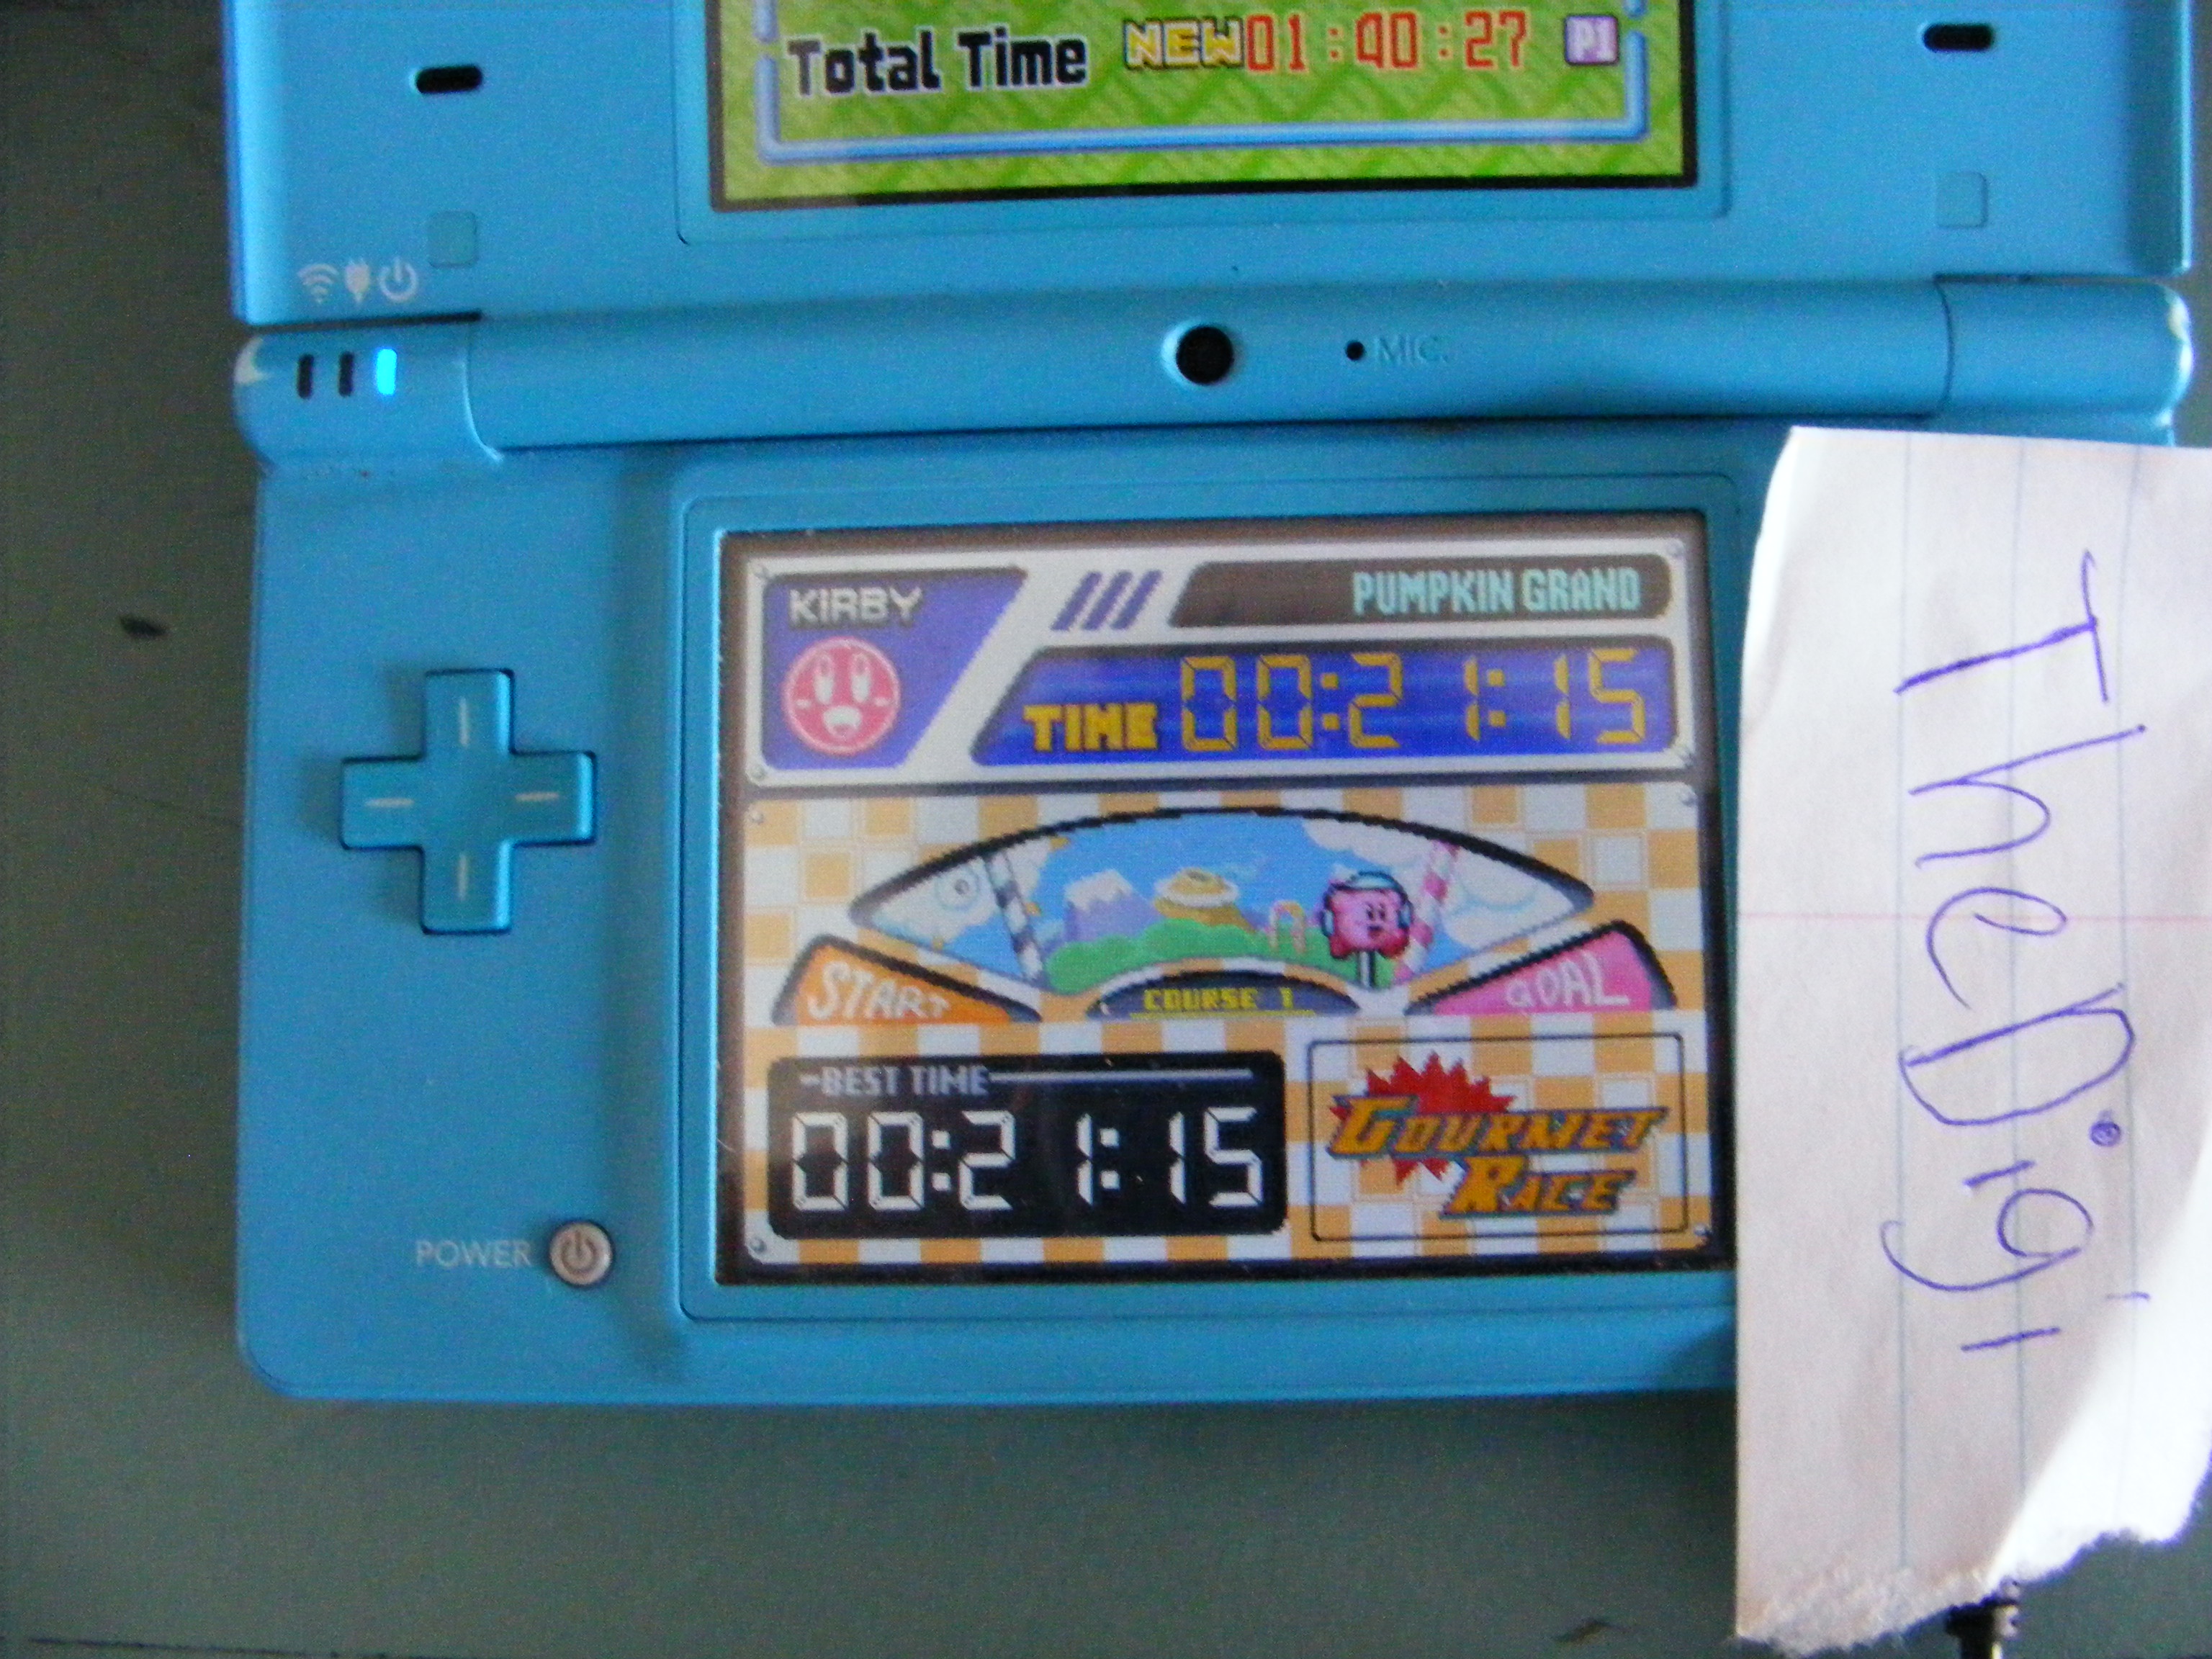 Total Time NEW 01:40:27 P1
MIC.
KIRBY
PUMPKIN GRAND
TIME 00:21:15
START
COURSE 1
GOAL
BEST TIME
00:21:15
GOURMET
RACE
POWER
TheDigi